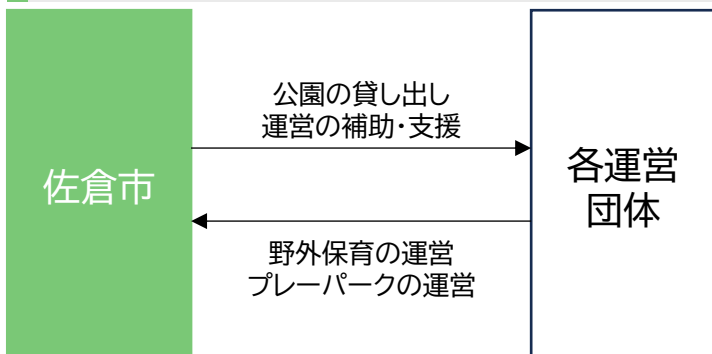 公園の貸し出し
運営の補助・支援
佐倉市
各運営
団体
野外保育の運営
プレーパークの運営